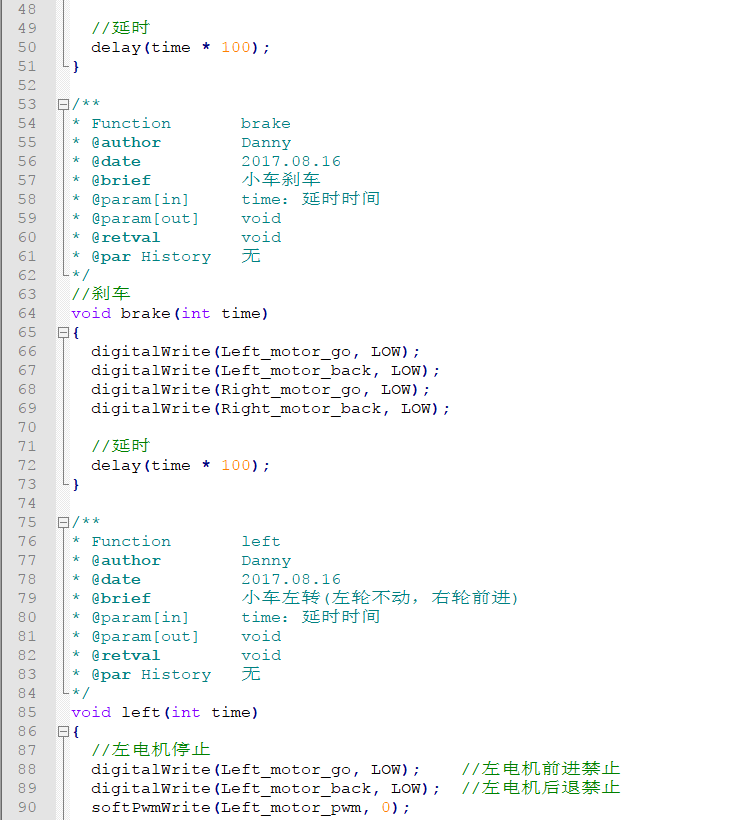 48
49 //延时
50 delay(time * 100);
51 }
52
53 /**
54 * Function brake
55 * @author Danny
56 * @date 2017.08.16
57 * @brief 小车刹车
58 * @param[in] time: 延时时间
59 * @param[out] void
60 * @retval void
61 * @par History 无
62 */
63 //刹车
64 void brake(int time)
65 {
66 digitalWrite(Left_motor_go, LOW);
67 digitalWrite(Left_motor_back, LOW);
68 digitalWrite(Right_motor_go, LOW);
69 digitalWrite(Right_motor_back, LOW);
70
71 //延时
72 delay(time * 100);
73 }
74
75 /**
76 * Function left
77 * @author Danny
78 * @date 2017.08.16
79 * @brief 小车左转(左轮不动，右轮前进)
80 * @param[in] time: 延时时间
81 * @param[out] void
82 * @retval void
83 * @par History 无
84 */
85 void left(int time)
86 {
87 //左电机停止
88 digitalWrite(Left_motor_go, LOW); //左电机前进禁止
89 digitalWrite(Left_motor_back, LOW); //左电机后退禁止
90 softPwmWrite(Left_motor_pwm, 0);